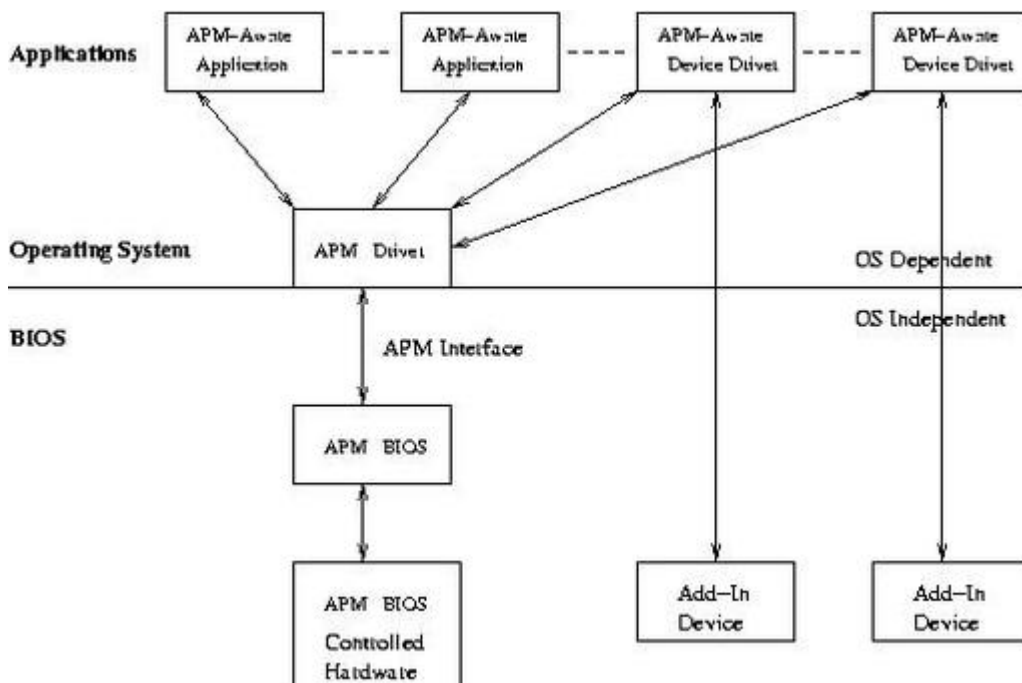 Applications
APM-Aware
Application
APM-Aware
Application
APM-Aware
Device Driver
APM-Aware
Device Driver
Operating System
APM Driver
OS Dependent
BIOS
OS Independent
APM Interface
APM BIOS
APM BIOS
Controlled
Hardware
Add-In
Device
Add-In
Device